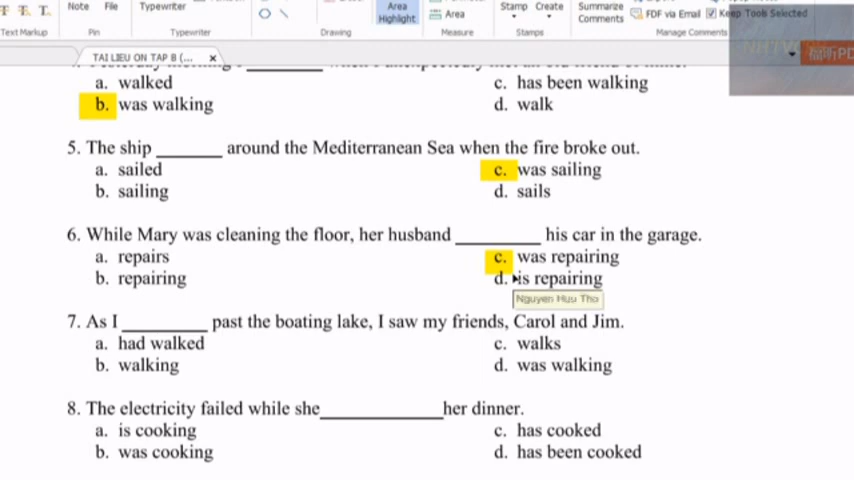 Note File Typewriter Area Highlight Area Stamp Create Summarize Comments PDF via Email Keep Tools Selected
Text Markup Pin Typewriter Drawing Measure Stamps Manage Comments
TAI LIEU ON TAP 8 (...
a. walked c. has been walking
b. was walking d. walk
5. The ship ______ around the Mediterranean Sea when the fire broke out.
a. sailed c. was sailing
b. sailing d. sails
6. While Mary was cleaning the floor, her husband ________ his car in the garage.
a. repairs c. was repairing
b. repairing d. is repairing
Nguyen Huu Tho
7. As I ________ past the boating lake, I saw my friends, Carol and Jim.
a. had walked c. walks
b. walking d. was walking
8. The electricity failed while she___________her dinner.
a. is cooking c. has cooked
b. was cooking d. has been cooked